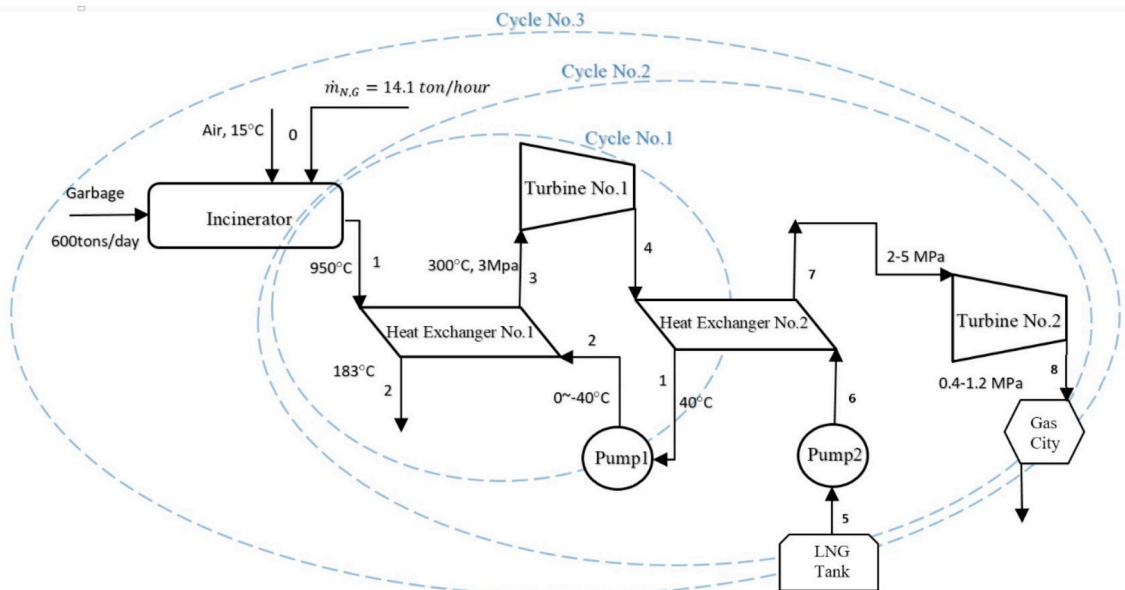 Cycle No.3
Cycle No.2
ṁN,G = 14.1 ton/hour
Air, 15°C
0
Cycle No.1
Garbage
Turbine No.1
Incinerator
600tons/day
4
2-5 MPa
950°C
1
300°C, 3Mpa
3
7
Heat Exchanger No.1
Heat Exchanger No.2
Turbine No.2
2
183°C
2
1
0.4-1.2 MPa
8
0~-40°C
40°C
6
Gas
City
Pump1
Pump2
5
LNG
Tank